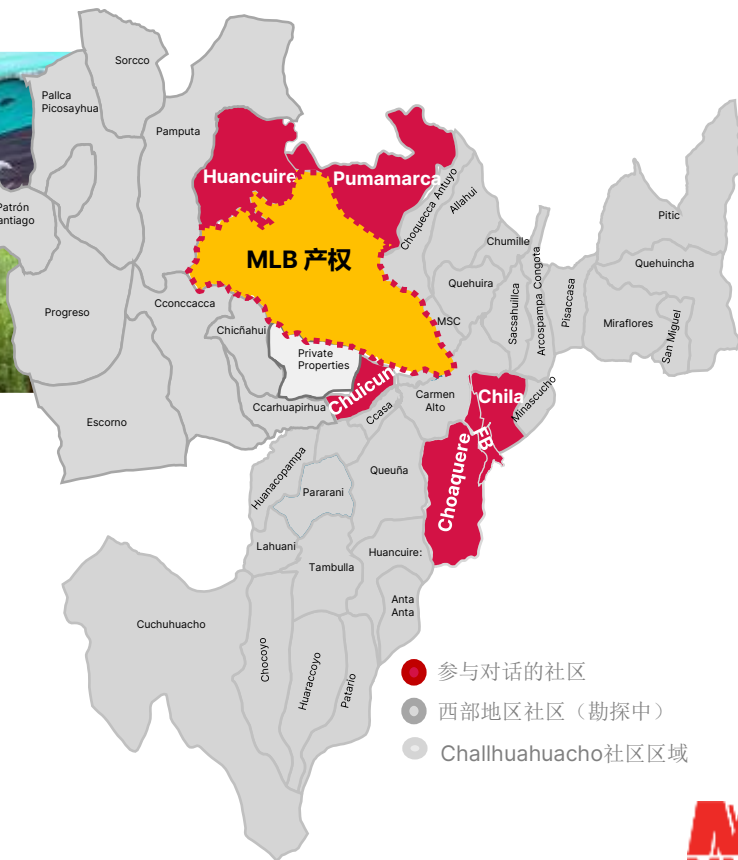 Sorcco
Pallca
Picosayhua
Pamputa
Patrón
antiago
Huancuire
Pumamarca
Choquecca Antuyo
Allahui
Chumille
Pitic
Quehuincha
MLB 产权
Quehuira
Sacsahuillca
Arcospampa Congota
Pisaccasa
Miraflores
San Miguel
Progreso
Cconccacca
Chicñahui
MSC
Private
Properties
Chuicuni
Ccarhuapirhua
Ccasa
Carmen
Alto
Chila
Minascucho
EB
Choaquere
Escorno
Huanacopampa
Pararani
Queuña
Lahuani
Tambulla
Huancuire:
Anta
Anta
Cuchuhuacho
Chocoyo
Huaraccoyo
Patario
参与对话的社区
西部地区社区（勘探中）
Challhuahuacho社区区域